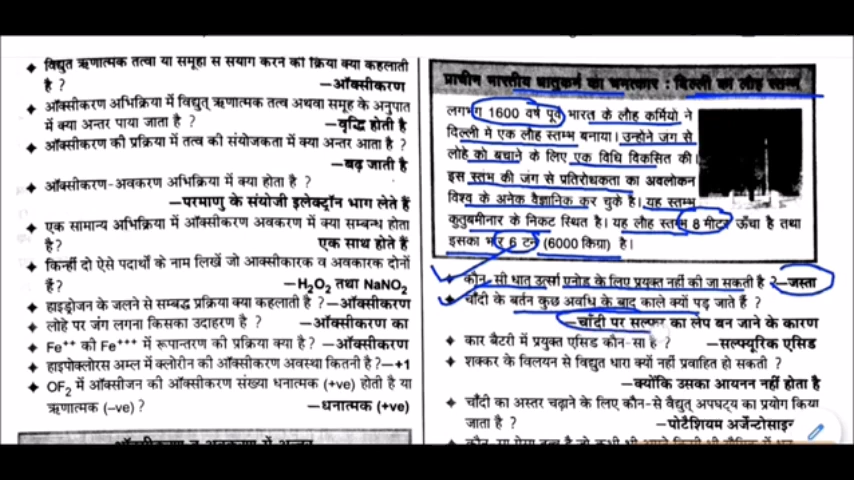 विद्युत ऋणात्मक तत्वों या समूहों से संयोग करने की क्रिया क्या कहलाती
है ? —ऑक्सीकरण
ऑक्सीकरण अभिक्रिया में विद्युत् ऋणात्मक तत्व अथवा समूह के अनुपात
में क्या अन्तर पाया जाता है ? —वृद्धि होती है
ऑक्सीकरण की प्रक्रिया में तत्व की संयोजकता में क्या अन्तर आता है ?
—बढ़ जाती है
ऑक्सीकरण-अवकरण अभिक्रिया में क्या होता है ?
—परमाणु के संयोजी इलेक्ट्रॉन भाग लेते हैं
एक सामान्य अभिक्रिया में ऑक्सीकरण अवकरण में क्या सम्बन्ध होता
है? एक साथ होते हैं
किन्हीं दो ऐसे पदार्थों के नाम लिखें जो आक्सीकारक व अवकारक दोनों
हैं? —H₂O₂ तथा NaNO₂
हाइड्रोजन के जलने से सम्बद्ध प्रक्रिया क्या कहलाती है ? —ऑक्सीकरण
लोहे पर जंग लगना किसका उदाहरण है ? —ऑक्सीकरण का
Fe⁺⁺ की Fe⁺⁺⁺ में रूपान्तरण की प्रक्रिया क्या है? —ऑक्सीकरण
हाइपोक्लोरस अम्ल में क्लोरीन की ऑक्सीकरण अवस्था कितनी है?—+1
OF₂ में ऑक्सीजन की ऑक्सीकरण संख्या धनात्मक (+ve) होती है या
ऋणात्मक (–ve) ? —धनात्मक (+ve)
ऑक्सीकरण व अवकरण में अन्तर
प्राचीन भारतीय धातुकर्म का चमत्कार : दिल्ली का लौह स्तम्भ
लगभग 1600 वर्ष पूर्व भारत के लौह कर्मियो ने
दिल्ली मे एक लौह स्तम्भ बनाया। उन्होने जंग से
लोहे को बचाने के लिए एक विधि विकसित की।
इस स्तंभ की जंग से प्रतिरोधकता का अवलोकन
विश्व के अनेक वैज्ञानिक कर चुके है। यह स्तम्भ
कुतुबमीनार के निकट स्थित है। यह लौह स्तम्भ 8 मीटर ऊँचा है तथा
इसका भार 6 टन (6000 किग्रा) है।
कौन-सी धातु उत्सर्ग एनोड के लिए प्रयुक्त नहीं की जा सकती है ? —जस्ता
चाँदी के बर्तन कुछ अवधि के बाद काले क्यों पड़ जाते हैं ?
—चाँदी पर सल्फर का लेप बन जाने के कारण
कार बैटरी में प्रयुक्त एसिड कौन-सा है ? —सल्फ्यूरिक एसिड
शक्कर के विलयन से विद्युत धारा क्यों नहीं प्रवाहित हो सकती ?
—क्योंकि उसका आयनन नहीं होता है
चाँदी का अस्तर चढ़ाने के लिए कौन-से वैद्युत् अपघट्य का प्रयोग किया
जाता है ? —पोटैशियम अर्जेन्टोसाइन